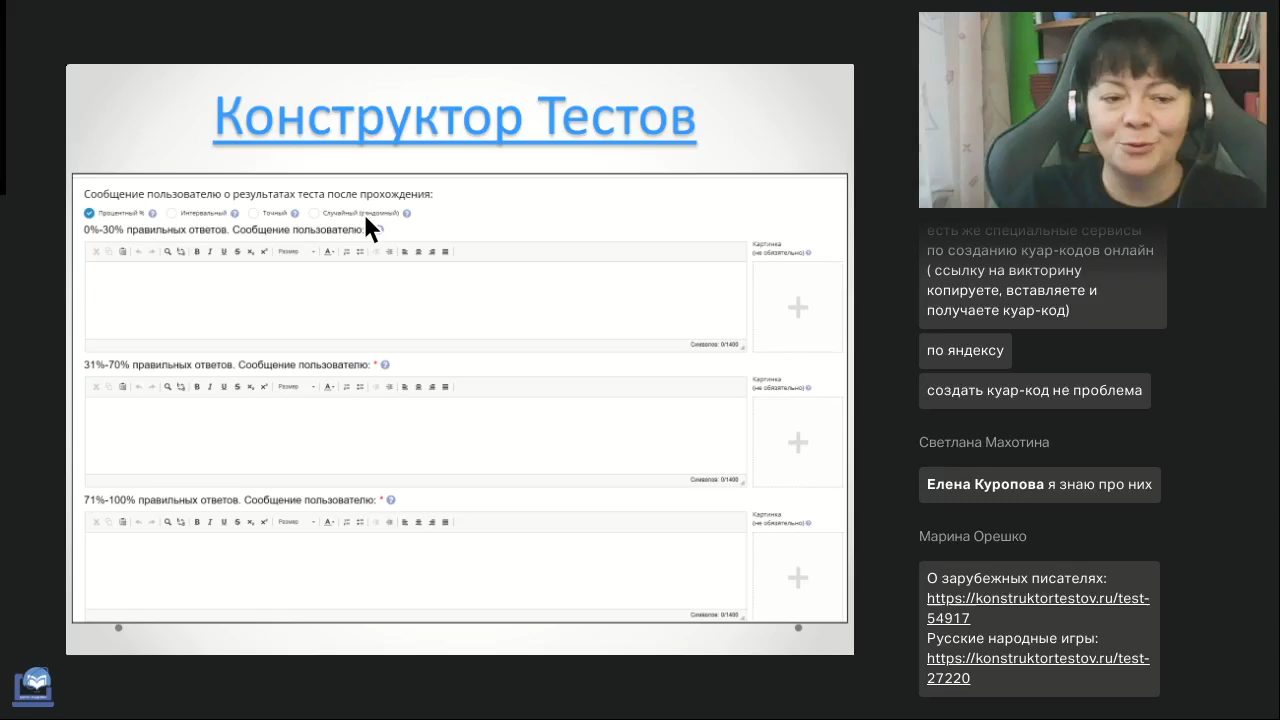 Конструктор Тестов
Сообщение пользователю о результатах теста после прохождения:
Процентный % Интервальный Точный Случайный (рандомный)
0%-30% правильных ответов. Сообщение пользователю:
Картинка
(не обязательно)
Размер
Символов: 0/1400
31%-70% правильных ответов. Сообщение пользователю: *
Картинка
(не обязательно)
Размер
Символов: 0/1400
71%-100% правильных ответов. Сообщение пользователю: *
Картинка
(не обязательно)
Размер
Символов: 0/1400
есть же специальные сервисы
по созданию куар-кодов онлайн
( ссылку на викторину
копируете, вставляете и
получаете куар-код)
по яндексу
создать куар-код не проблема
Светлана Махотина
Елена Куропова я знаю про них
Марина Орешко
О зарубежных писателях:
https://konstruktortestov.ru/test-
54917
Русские народные игры:
https://konstruktortestov.ru/test-
27220